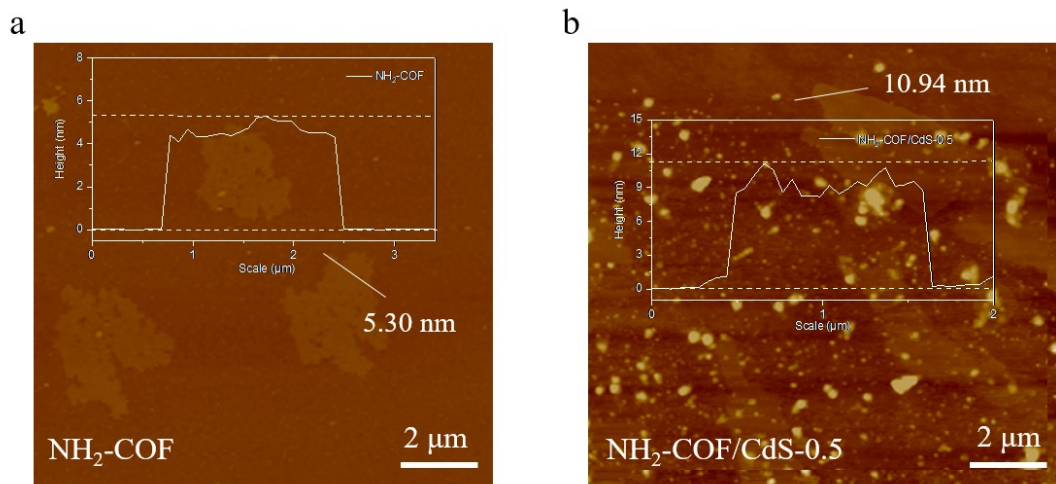 a
8
NH₂-COF
6
4
2
0
Height (nm)
0
1
2
3
Scale (μm)
5.30 nm
NH₂-COF
2 μm
b
10.94 nm
15
NH₂-COF/CdS-0.5
12
9
6
3
0
Height (nm)
0
1
2
Scale (μm)
NH₂-COF/CdS-0.5
2 μm